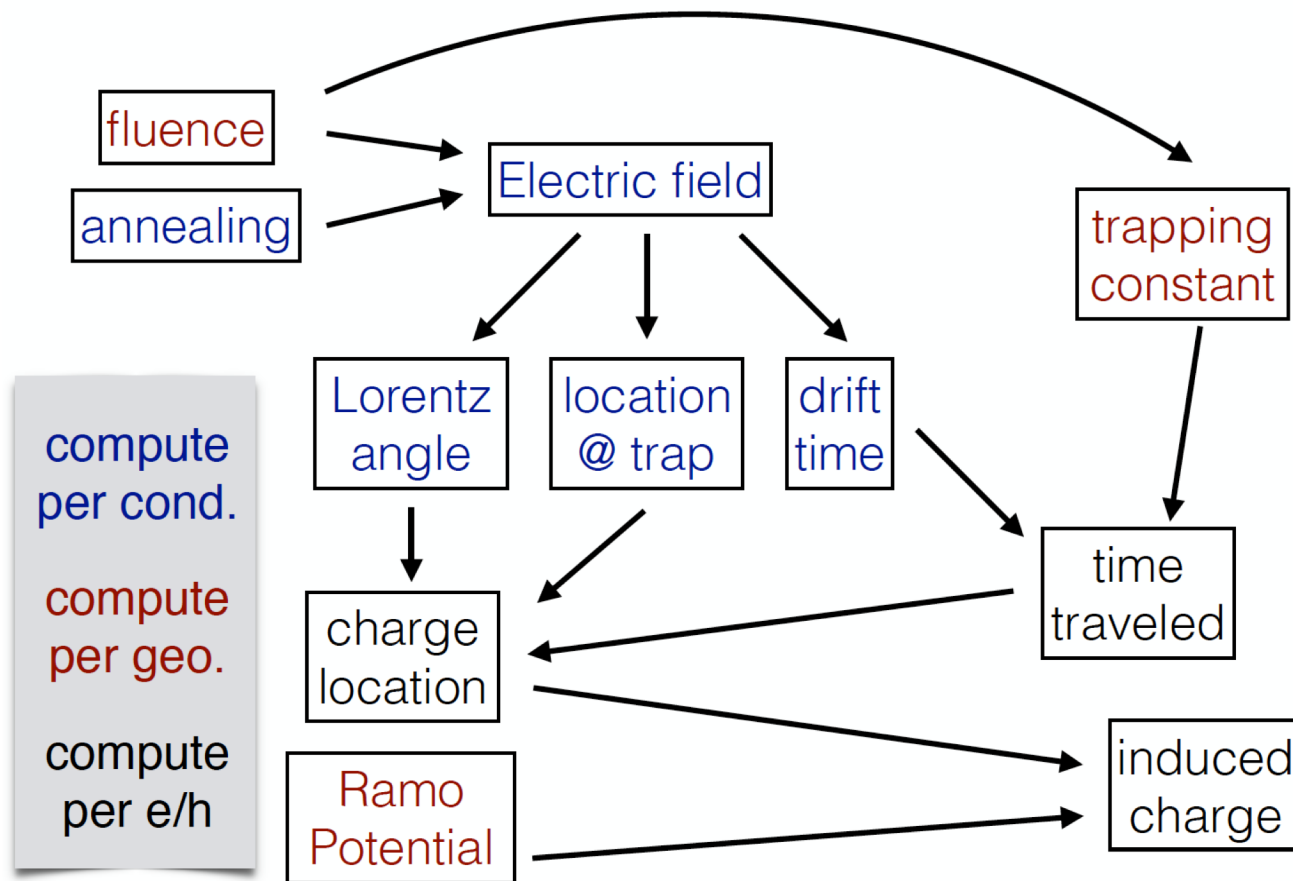 fluence
annealing
Electric field
trapping
constant
Lorentz
angle
location
@ trap
drift
time
compute
per cond.
compute
per geo.
compute
per e/h
time
traveled
charge
location
Ramo
Potential
induced
charge